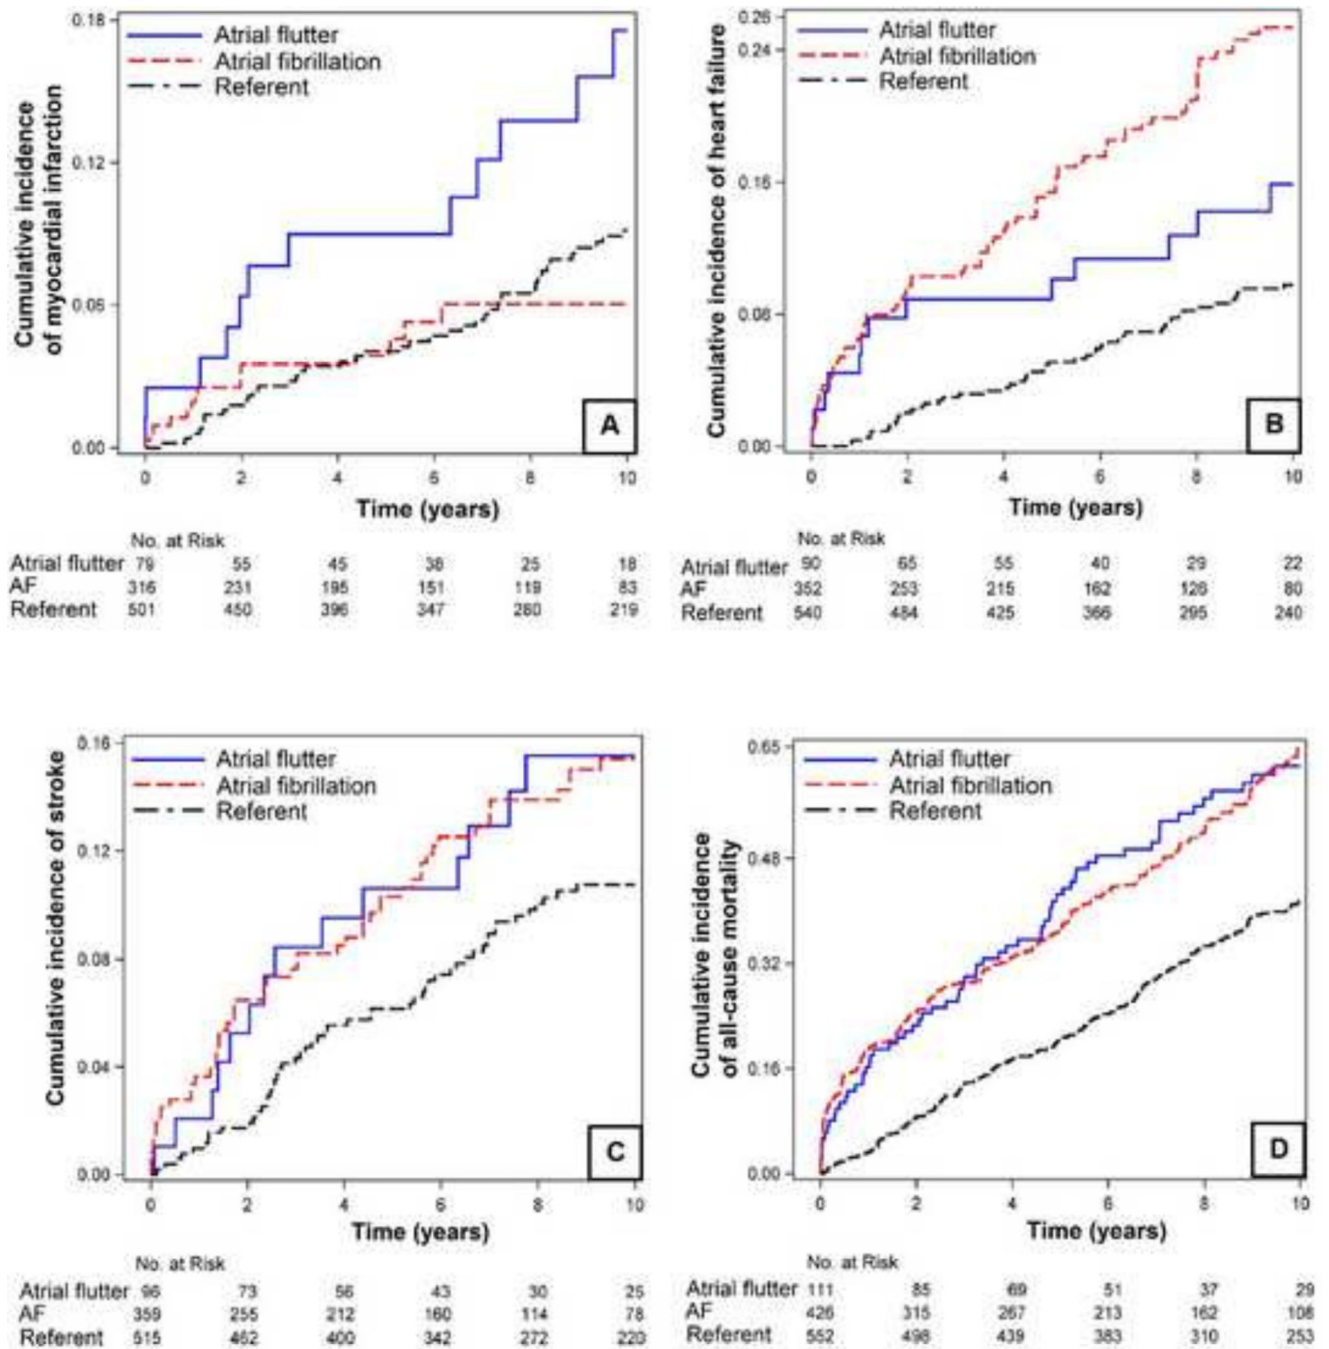 0.18
Atrial flutter
Atrial fibrillation
Referent
0.12
0.06
0.00
Cumulative incidence
of myocardial infarction
A
0 2 4 6 8 10
Time (years)
No. at Risk
Atrial flutter 79 55 45 38 25 18
AF 316 231 195 151 119 83
Referent 501 450 396 347 280 219
0.26
0.24
Atrial flutter
Atrial fibrillation
Referent
0.16
0.08
0.00
Cumulative incidence of heart failure
B
0 2 4 6 8 10
Time (years)
No. at Risk
Atrial flutter 90 65 55 40 29 22
AF 352 253 215 162 126 80
Referent 540 484 425 366 295 240
0.16
Atrial flutter
Atrial fibrillation
Referent
0.12
0.08
0.04
0.00
Cumulative incidence of stroke
C
0 2 4 6 8 10
Time (years)
No. at Risk
Atrial flutter 96 73 56 43 30 25
AF 359 255 212 160 114 78
Referent 515 462 400 342 272 220
0.65
Atrial flutter
Atrial fibrillation
Referent
0.48
0.32
0.16
0.00
Cumulative incidence
of all-cause mortality
D
0 2 4 6 8 10
Time (years)
No. at Risk
Atrial flutter 111 85 69 51 37 29
AF 426 315 267 213 162 108
Referent 552 498 439 383 310 253